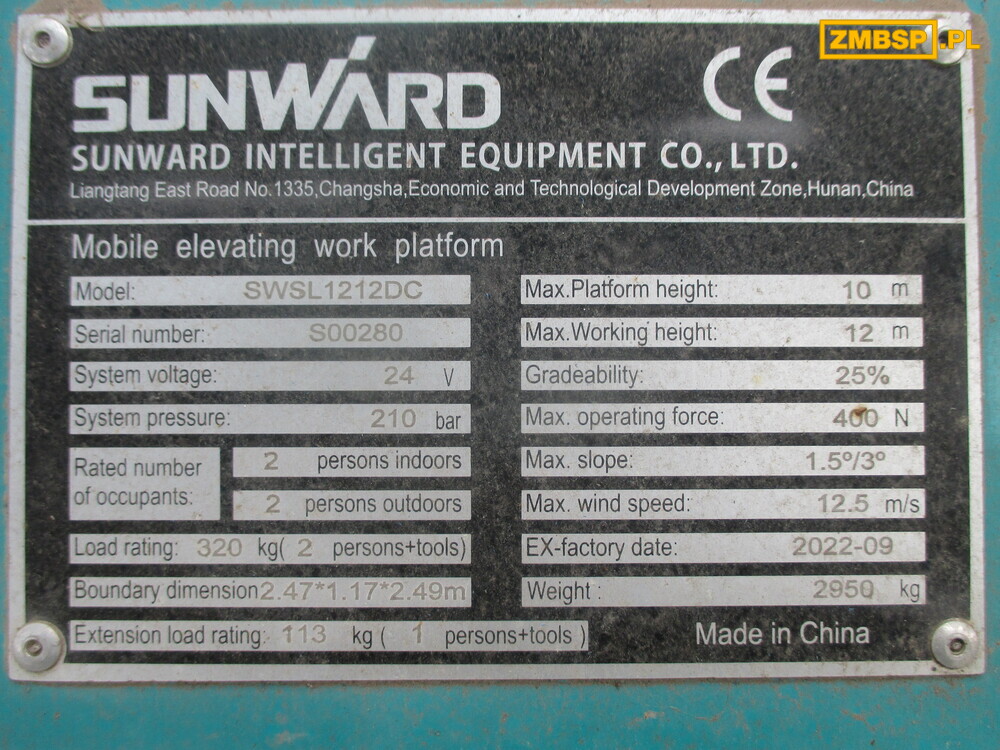 ZMBSP.PL
SUNWARD
CE
SUNWARD INTELLIGENT EQUIPMENT CO., LTD.
Liangtang East Road No.1335,Changsha,Economic and Technological Development Zone,Hunan,China
Mobile elevating work platform
Model: SWSL1212DC
Serial number: S00280
System voltage: 24 V
System pressure: 210 bar
Rated number of occupants:
2 persons indoors
2 persons outdoors
Load rating: 320 kg( 2 persons+tools)
Boundary dimension 2.47*1.17*2.49m
Extension load rating: 113 kg ( 1 persons+tools )
Max.Platform height: 10 m
Max.Working height: 12 m
Gradeability: 25%
Max. operating force: 400 N
Max. slope: 1.5°/3°
Max. wind speed: 12.5 m/s
EX-factory date: 2022-09
Weight : 2950 kg
Made in China